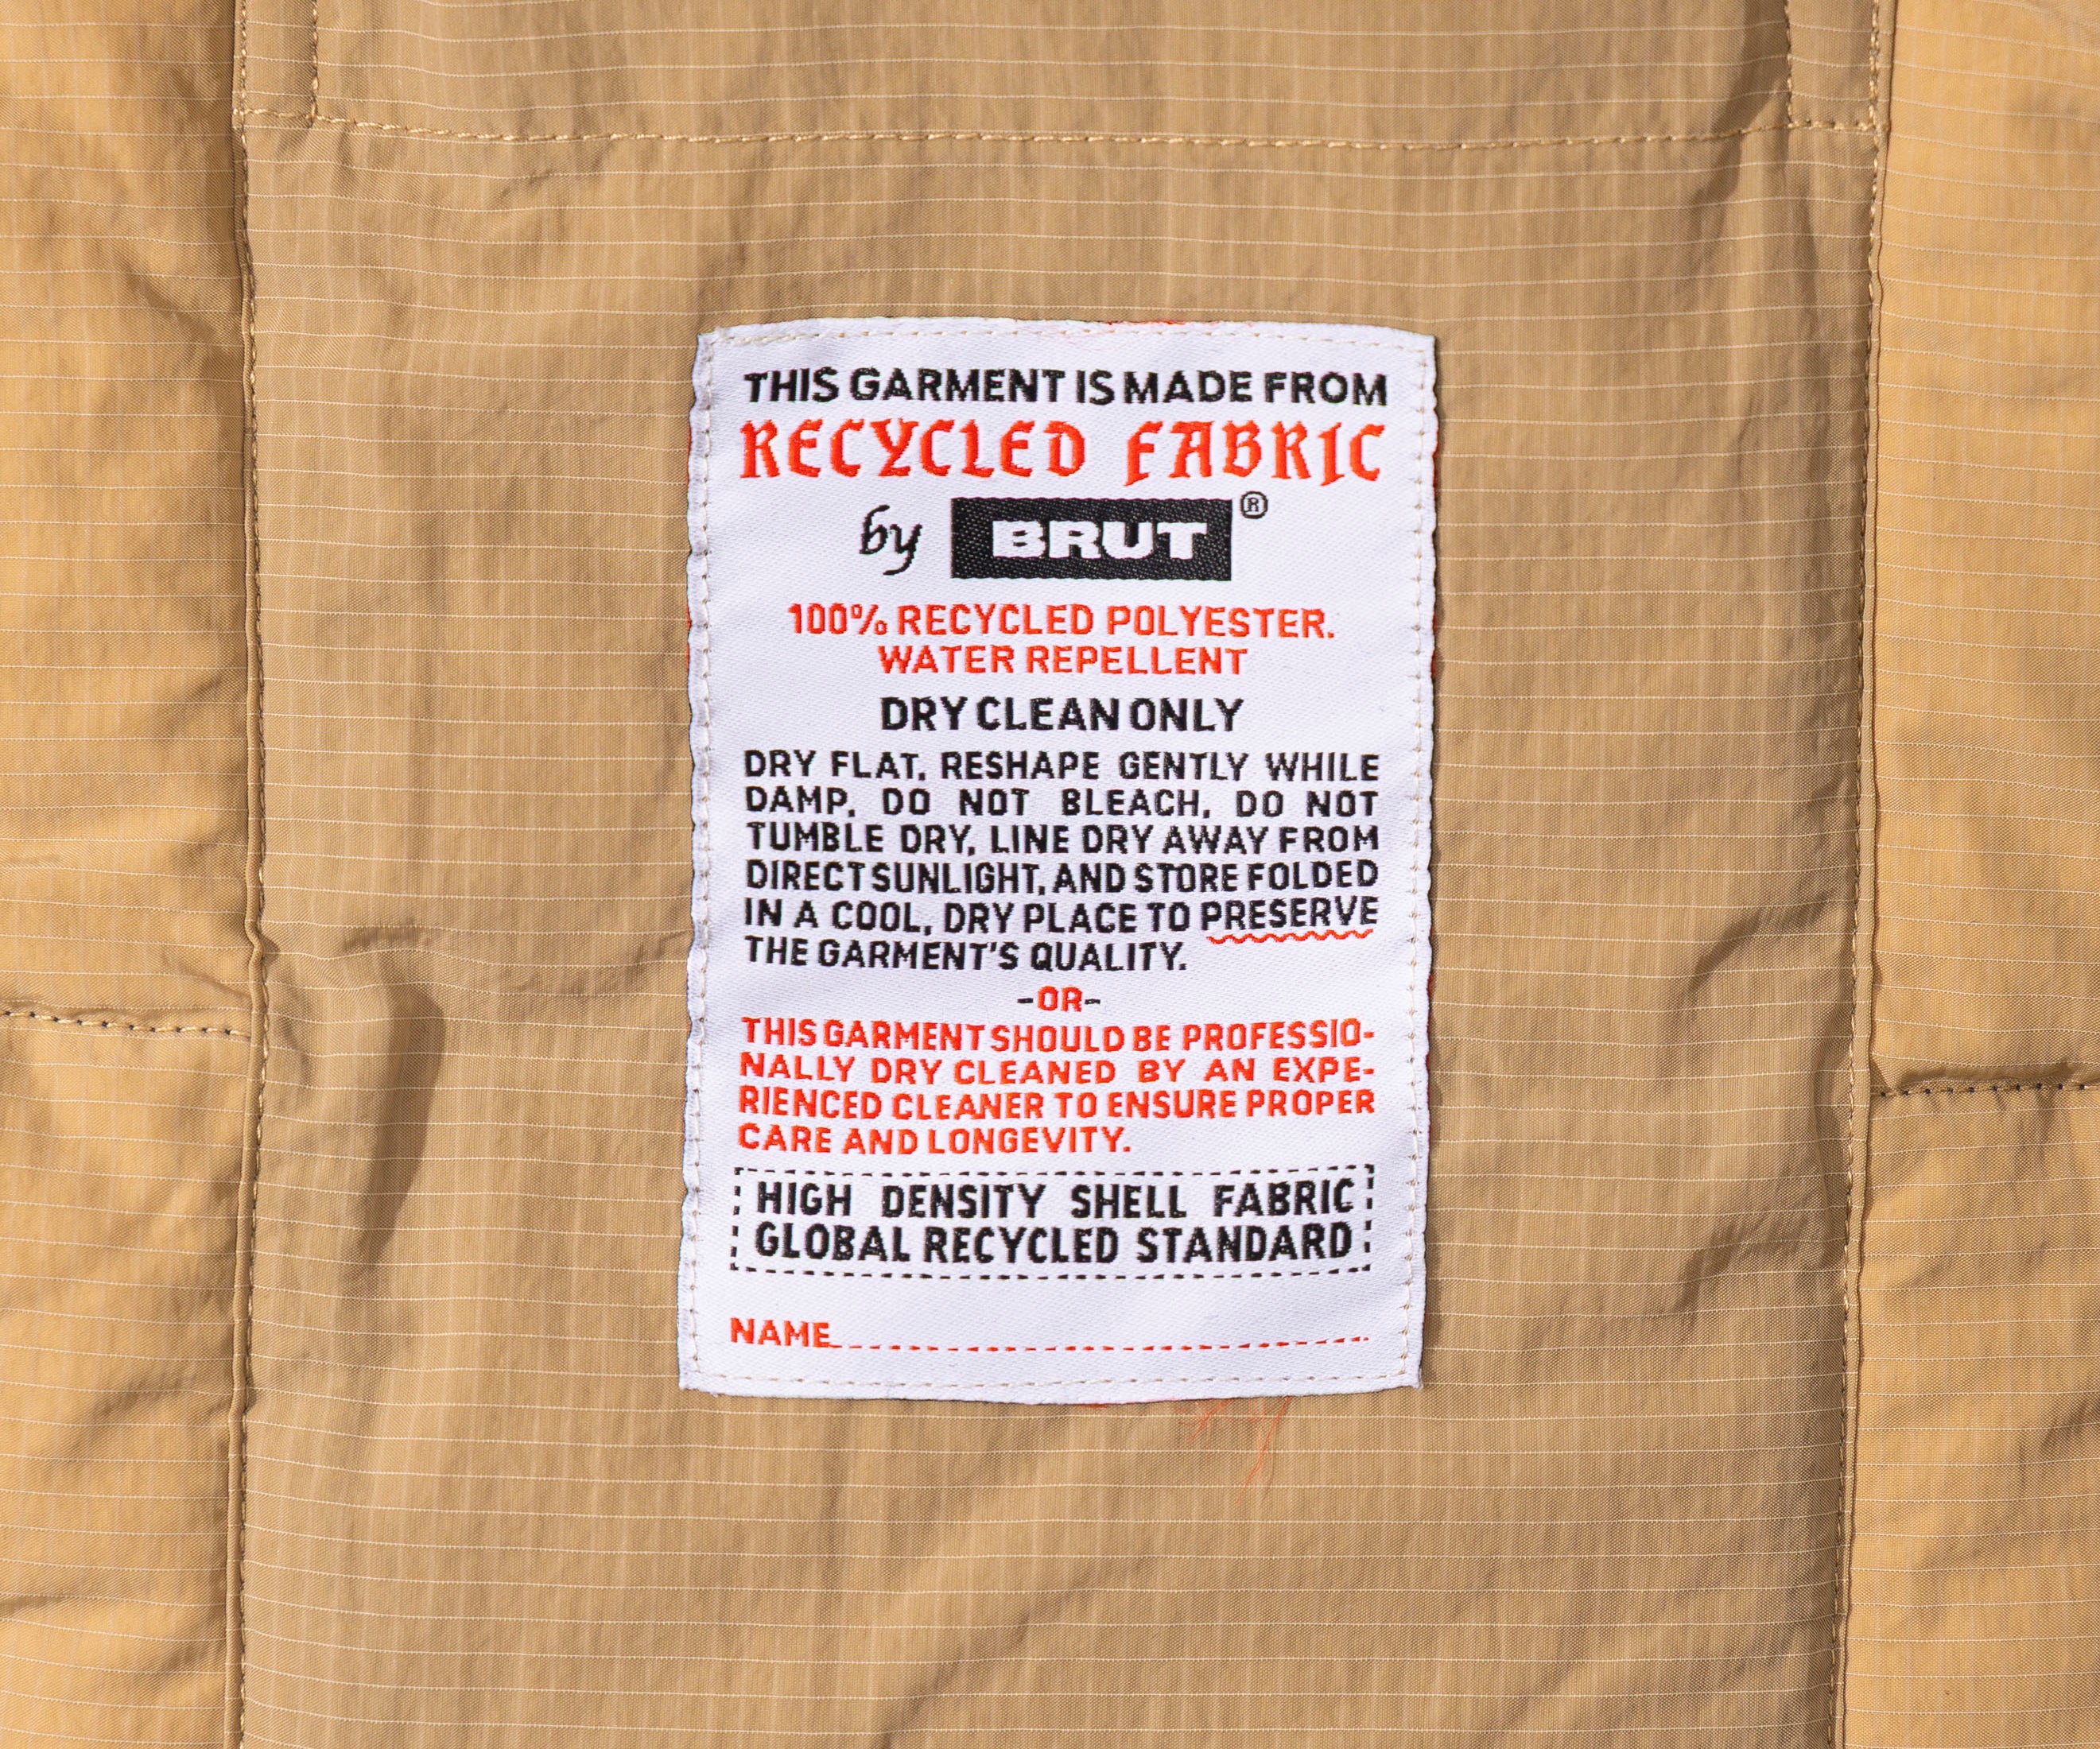 THIS GARMENT IS MADE FROM
RECYCLED FABRIC
by BRUT®
100% RECYCLED POLYESTER.
WATER REPELLENT
DRY CLEAN ONLY
DRY FLAT, RESHAPE GENTLY WHILE
DAMP, DO NOT BLEACH, DO NOT
TUMBLE DRY, LINE DRY AWAY FROM
DIRECT SUNLIGHT, AND STORE FOLDED
IN A COOL, DRY PLACE TO PRESERVE
THE GARMENT'S QUALITY.
-OR-
THIS GARMENT SHOULD BE PROFESSIO-
NALLY DRY CLEANED BY AN EXPE-
RIENCED CLEANER TO ENSURE PROPER
CARE AND LONGEVITY.
HIGH DENSITY SHELL FABRIC
GLOBAL RECYCLED STANDARD
NAME